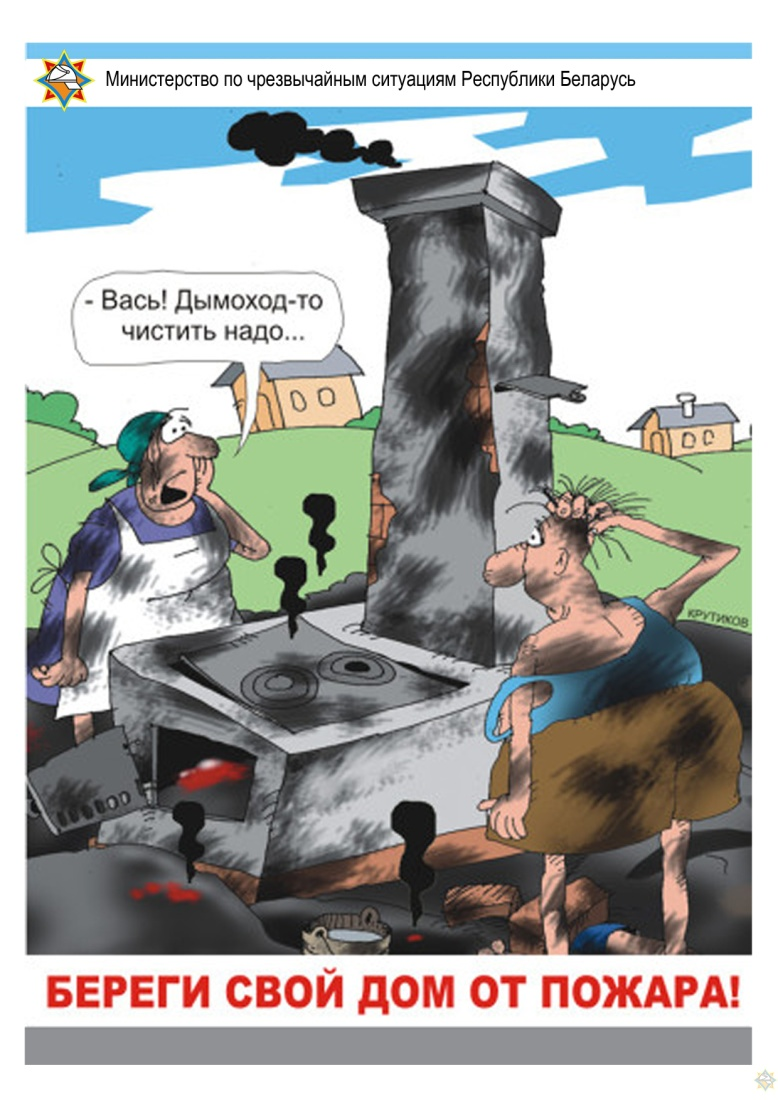 Министерство по чрезвычайным ситуациям Республики Беларусь
- Вась! Дымоход-то
чистить надо...
КРУТИКОВ
БЕРЕГИ СВОЙ ДОМ ОТ ПОЖАРА!